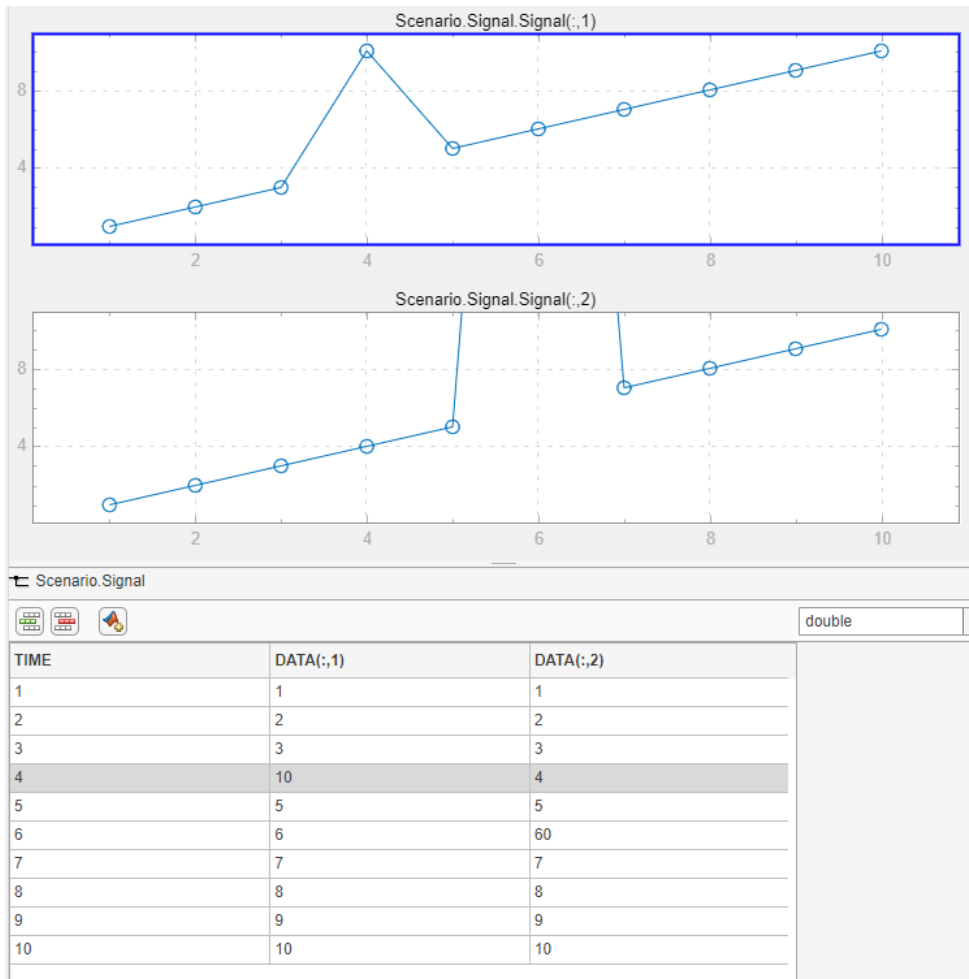 Scenario.Signal.Signal(:,1)
8
4
2 4 6 8 10
Scenario.Signal.Signal(:,2)
8
4
2 4 6 8 10
Scenario.Signal
double
TIME DATA(:,1) DATA(:,2)
1 1 1
2 2 2
3 3 3
4 10 4
5 5 5
6 6 60
7 7 7
8 8 8
9 9 9
10 10 10